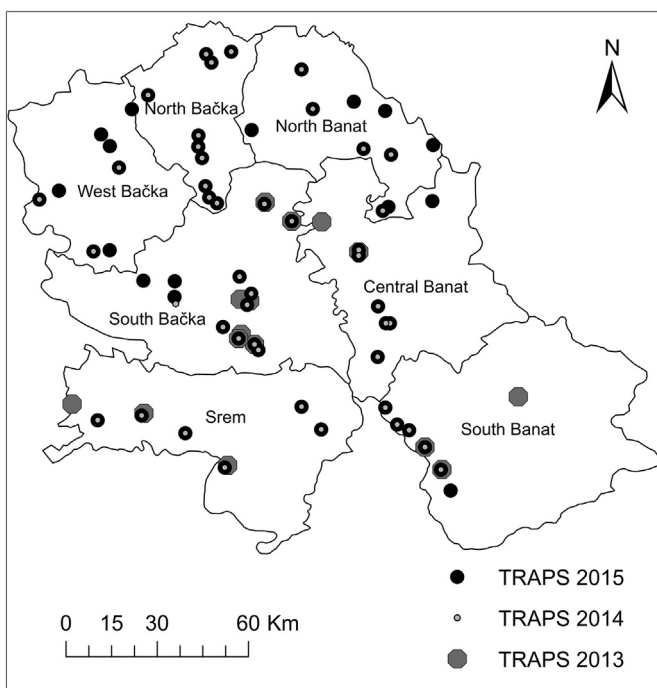 N
North Bačka
North Banat
West Bačka
Central Banat
South Bačka
Srem
South Banat
TRAPS 2015
0 15 30 60 Km
TRAPS 2014
TRAPS 2013